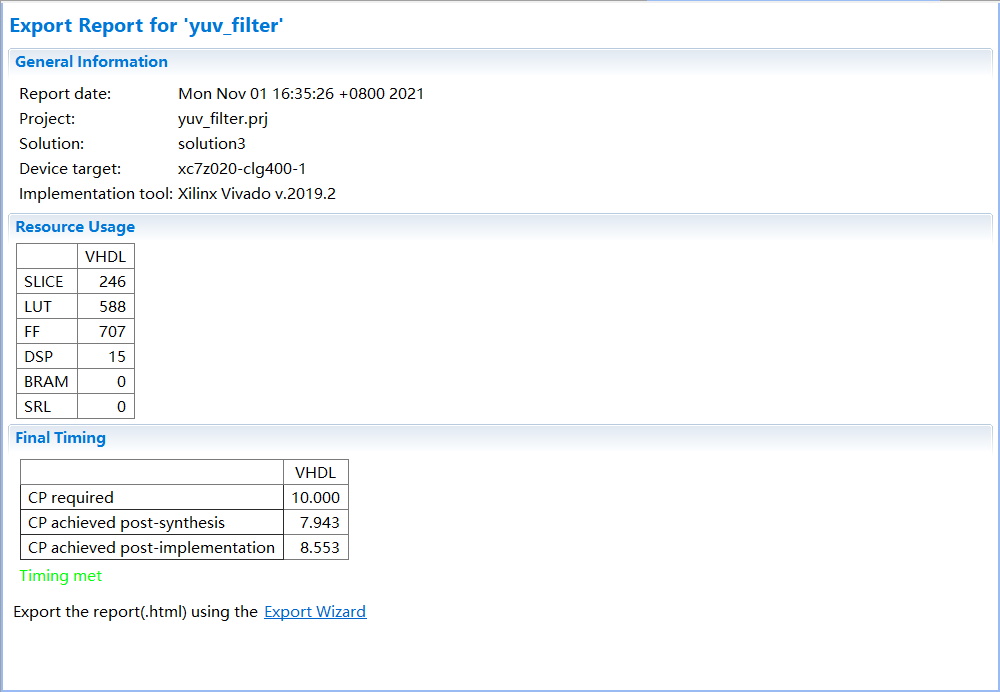 Export Report for 'yuv_filter'
General Information
Report date: Mon Nov 01 16:35:26 +0800 2021
Project: yuv_filter.prj
Solution: solution3
Device target: xc7z020-clg400-1
Implementation tool: Xilinx Vivado v.2019.2
Resource Usage
VHDL
SLICE 246
LUT 588
FF 707
DSP 15
BRAM 0
SRL 0
Final Timing
VHDL
CP required 10.000
CP achieved post-synthesis 7.943
CP achieved post-implementation 8.553
Timing met
Export the report(.html) using the Export Wizard